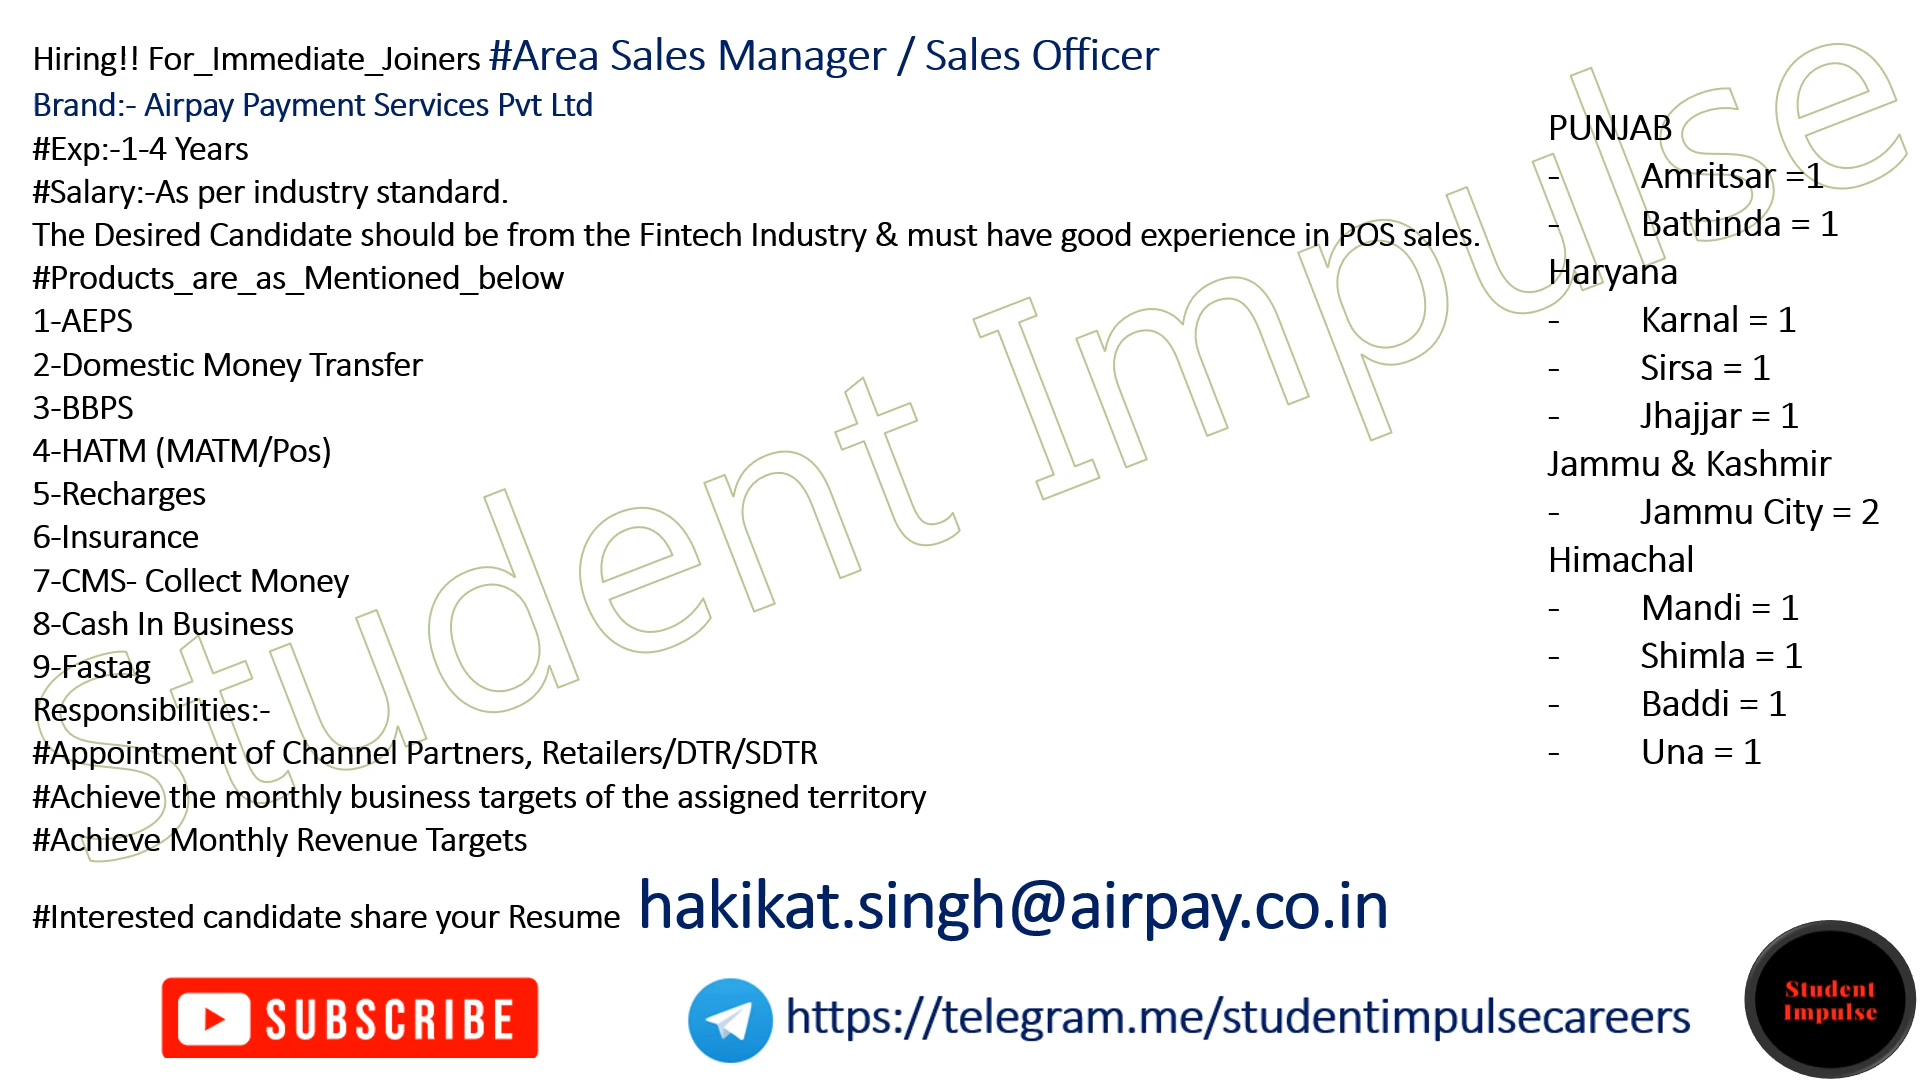 Hiring!! For_Immediate_Joiners #Area Sales Manager / Sales Officer
Brand:- Airpay Payment Services Pvt Ltd
#Exp:-1-4 Years
#Salary:-As per industry standard.
The Desired Candidate should be from the Fintech Industry & must have good experience in POS sales.
#Products_are_as_Mentioned_below
1-AEPS
2-Domestic Money Transfer
3-BBPS
4-HATM (MATM/Pos)
5-Recharges
6-Insurance
7-CMS- Collect Money
8-Cash In Business
9-Fastag
Responsibilities:-
#Appointment of Channel Partners, Retailers/DTR/SDTR
#Achieve the monthly business targets of the assigned territory
#Achieve Monthly Revenue Targets
#Interested candidate share your Resume hakikat.singh@airpay.co.in
PUNJAB
- Amritsar =1
- Bathinda = 1
Haryana
- Karnal = 1
- Sirsa = 1
- Jhajjar = 1
Jammu & Kashmir
- Jammu City = 2
Himachal
- Mandi = 1
- Shimla = 1
- Baddi = 1
- Una = 1
Student Impulse
SUBSCRIBE
https://telegram.me/studentimpulsecareers
Student
Impulse